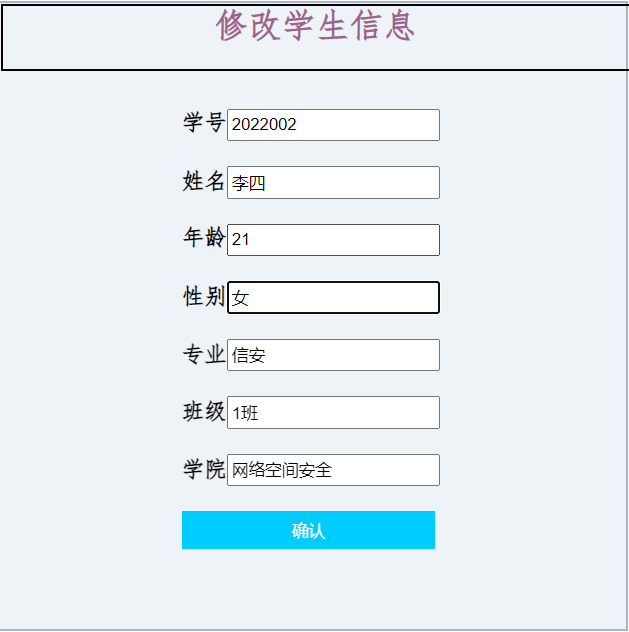 修改学生信息
学号 2022002
姓名 李四
年龄 21
性别 女
专业 信安
班级 1班
学院 网络空间安全
确认